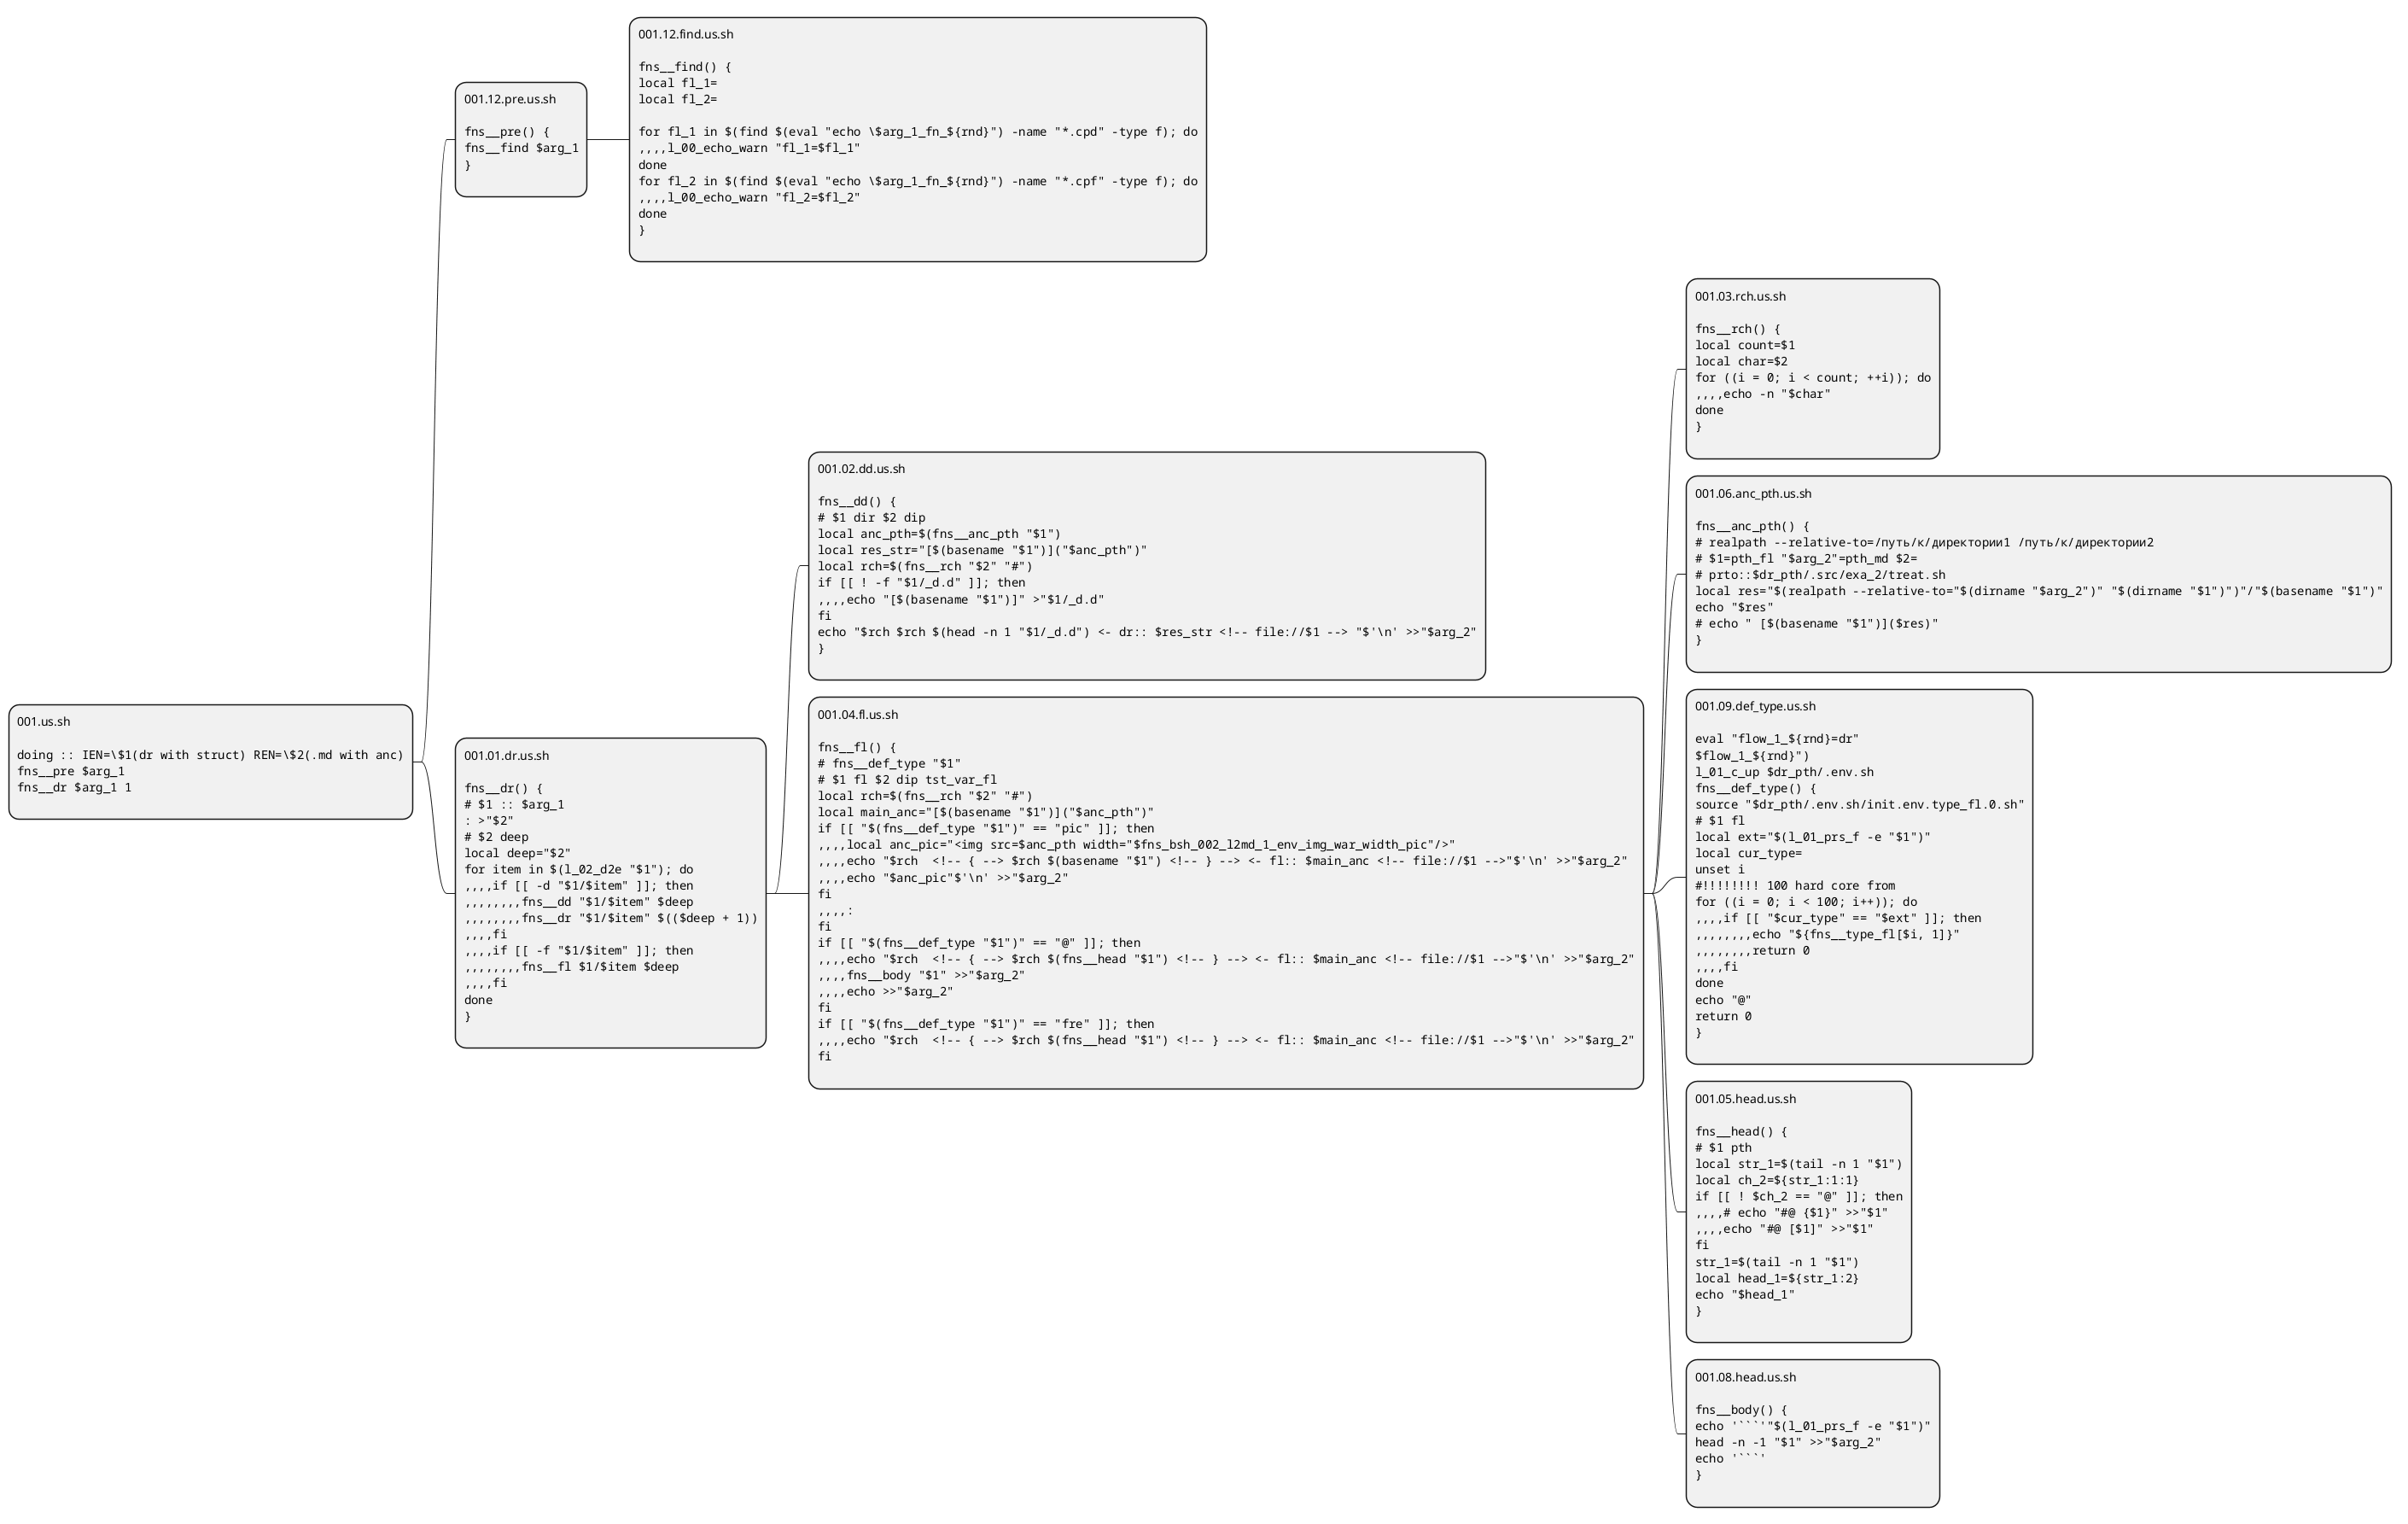 001.12.find.us.sh
fns__find() {
local fl_1=
local fl_2=
for fl_1 in $(find $(eval "echo \$arg_1_fn_${rnd}") -name "*.cpd" -type f); do
,,,,l_00_echo_warn "fl_1=$fl_1"
done
for fl_2 in $(find $(eval "echo \$arg_1_fn_${rnd}") -name "*.cpf" -type f); do
,,,,l_00_echo_warn "fl_2=$fl_2"
done
}
001.12.pre.us.sh
fns__pre() {
fns__find $arg_1
}
001.03.rch.us.sh
fns__rch() {
local count=$1
local char=$2
for ((i = 0; i < count; ++i)); do
,,,,echo -n "$char"
done
}
001.02.dd.us.sh
fns__dd() {
# $1 dir $2 dip
local anc_pth=$(fns__anc_pth "$1")
local res_str="[$(basename "$1")]("$anc_pth")"
local rch=$(fns__rch "$2" "#")
if [[ ! -f "$1/_d.d" ]]; then
,,,,echo "[$(basename "$1")]" >"$1/_d.d"
fi
echo "$rch $rch $(head -n 1 "$1/_d.d") <- dr:: $res_str <!-- file://$1 --> "$'\n' >>"$arg_2"
}
001.06.anc_pth.us.sh
fns__anc_pth() {
# realpath --relative-to=/путь/к/директории1 /путь/к/директории2
# $1=pth_fl "$arg_2"=pth_md $2=
# prto::$dr_pth/.src/exa_2/treat.sh
local res="$(realpath --relative-to="$(dirname "$arg_2")" "$(dirname "$1")")"/"$(basename "$1")"
echo "$res"
# echo " [$(basename "$1")]($res)"
}
001.us.sh
doing :: IEN=\$1(dr with struct) REN=\$2(.md with anc)
fns__pre $arg_1
fns__dr $arg_1 1
001.01.dr.us.sh
fns__dr() {
# $1 :: $arg_1
: >"$2"
# $2 deep
local deep="$2"
for item in $(l_02_d2e "$1"); do
,,,,if [[ -d "$1/$item" ]]; then
,,,,,,,,fns__dd "$1/$item" $deep
,,,,,,,,fns__dr "$1/$item" $(($deep + 1))
,,,,fi
,,,,if [[ -f "$1/$item" ]]; then
,,,,,,,,fns__fl $1/$item $deep
,,,,fi
done
}
001.04.fl.us.sh
fns__fl() {
# fns__def_type "$1"
# $1 fl $2 dip tst_var_fl
local rch=$(fns__rch "$2" "#")
local main_anc="[$(basename "$1")]("$anc_pth")"
if [[ "$(fns__def_type "$1")" == "pic" ]]; then
,,,,local anc_pic="<img src=$anc_pth width="$fns_bsh_002_l2md_1_env_img_war_width_pic"/>"
,,,,echo "$rch  <!-- { --> $rch $(basename "$1") <!-- } --> <- fl:: $main_anc <!-- file://$1 -->"$'\n' >>"$arg_2"
,,,,echo "$anc_pic"$'\n' >>"$arg_2"
fi
,,,,:
fi
if [[ "$(fns__def_type "$1")" == "@" ]]; then
,,,,echo "$rch  <!-- { --> $rch $(fns__head "$1") <!-- } --> <- fl:: $main_anc <!-- file://$1 -->"$'\n' >>"$arg_2"
,,,,fns__body "$1" >>"$arg_2"
,,,,echo >>"$arg_2"
fi
if [[ "$(fns__def_type "$1")" == "fre" ]]; then
,,,,echo "$rch  <!-- { --> $rch $(fns__head "$1") <!-- } --> <- fl:: $main_anc <!-- file://$1 -->"$'\n' >>"$arg_2"
fi
001.09.def_type.us.sh
eval "flow_1_${rnd}=dr"
$flow_1_${rnd}")
l_01_c_up $dr_pth/.env.sh
fns__def_type() {
source "$dr_pth/.env.sh/init.env.type_fl.0.sh"
# $1 fl
local ext="$(l_01_prs_f -e "$1")"
local cur_type=
unset i
#!!!!!!!! 100 hard core from
for ((i = 0; i < 100; i++)); do
,,,,if [[ "$cur_type" == "$ext" ]]; then
,,,,,,,,echo "${fns__type_fl[$i, 1]}"
,,,,,,,,return 0
,,,,fi
done
echo "@"
return 0
}
001.05.head.us.sh
fns__head() {
# $1 pth
local str_1=$(tail -n 1 "$1")
local ch_2=${str_1:1:1}
if [[ ! $ch_2 == "@" ]]; then
,,,,# echo "#@ {$1}" >>"$1"
,,,,echo "#@ [$1]" >>"$1"
fi
str_1=$(tail -n 1 "$1")
local head_1=${str_1:2}
echo "$head_1"
}
001.08.head.us.sh
fns__body() {
echo '```'"$(l_01_prs_f -e "$1")"
head -n -1 "$1" >>"$arg_2"
echo '```'
}